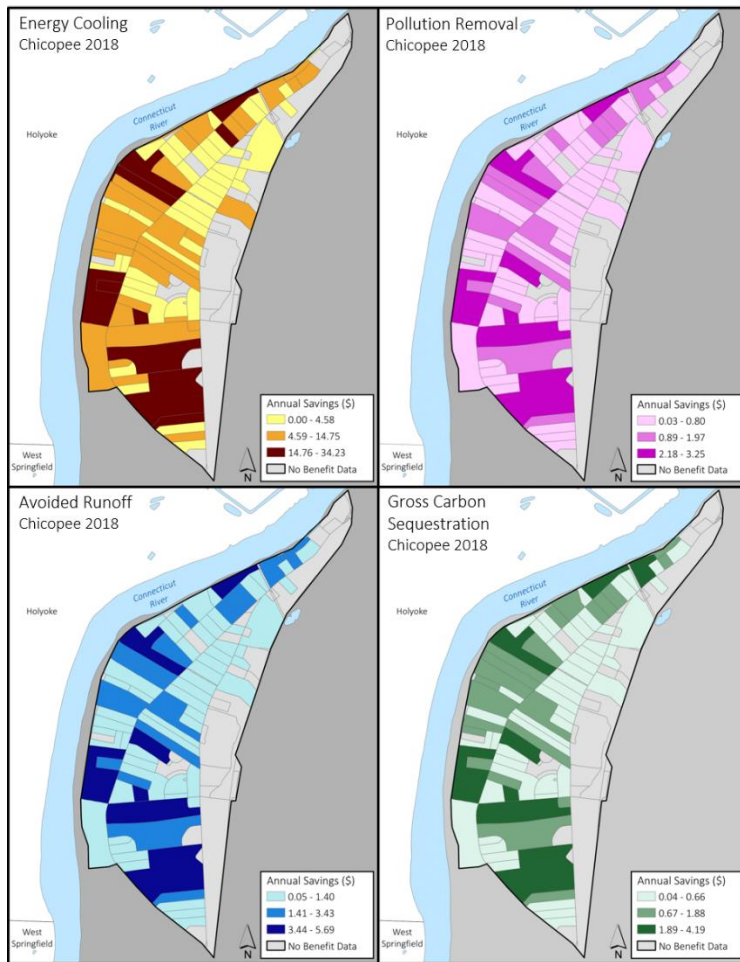 Energy Cooling
Chicopee 2018
Connecticut
River
Holyoke
West
Springfield
Annual Savings ($)
0.00 - 4.58
4.59 - 14.75
14.76 - 34.23
No Benefit Data
N
Pollution Removal
Chicopee 2018
Connecticut
River
Holyoke
West
Springfield
Annual Savings ($)
0.03 - 0.80
0.89 - 1.97
2.18 - 3.25
No Benefit Data
N
Avoided Runoff
Chicopee 2018
Connecticut
River
Holyoke
West
Springfield
Annual Savings ($)
0.05 - 1.40
1.41 - 3.43
3.44 - 5.69
No Benefit Data
N
Gross Carbon
Sequestration
Chicopee 2018
Connecticut
River
Holyoke
West
Springfield
Annual Savings ($)
0.04 - 0.66
0.67 - 1.88
1.89 - 4.19
No Benefit Data
N